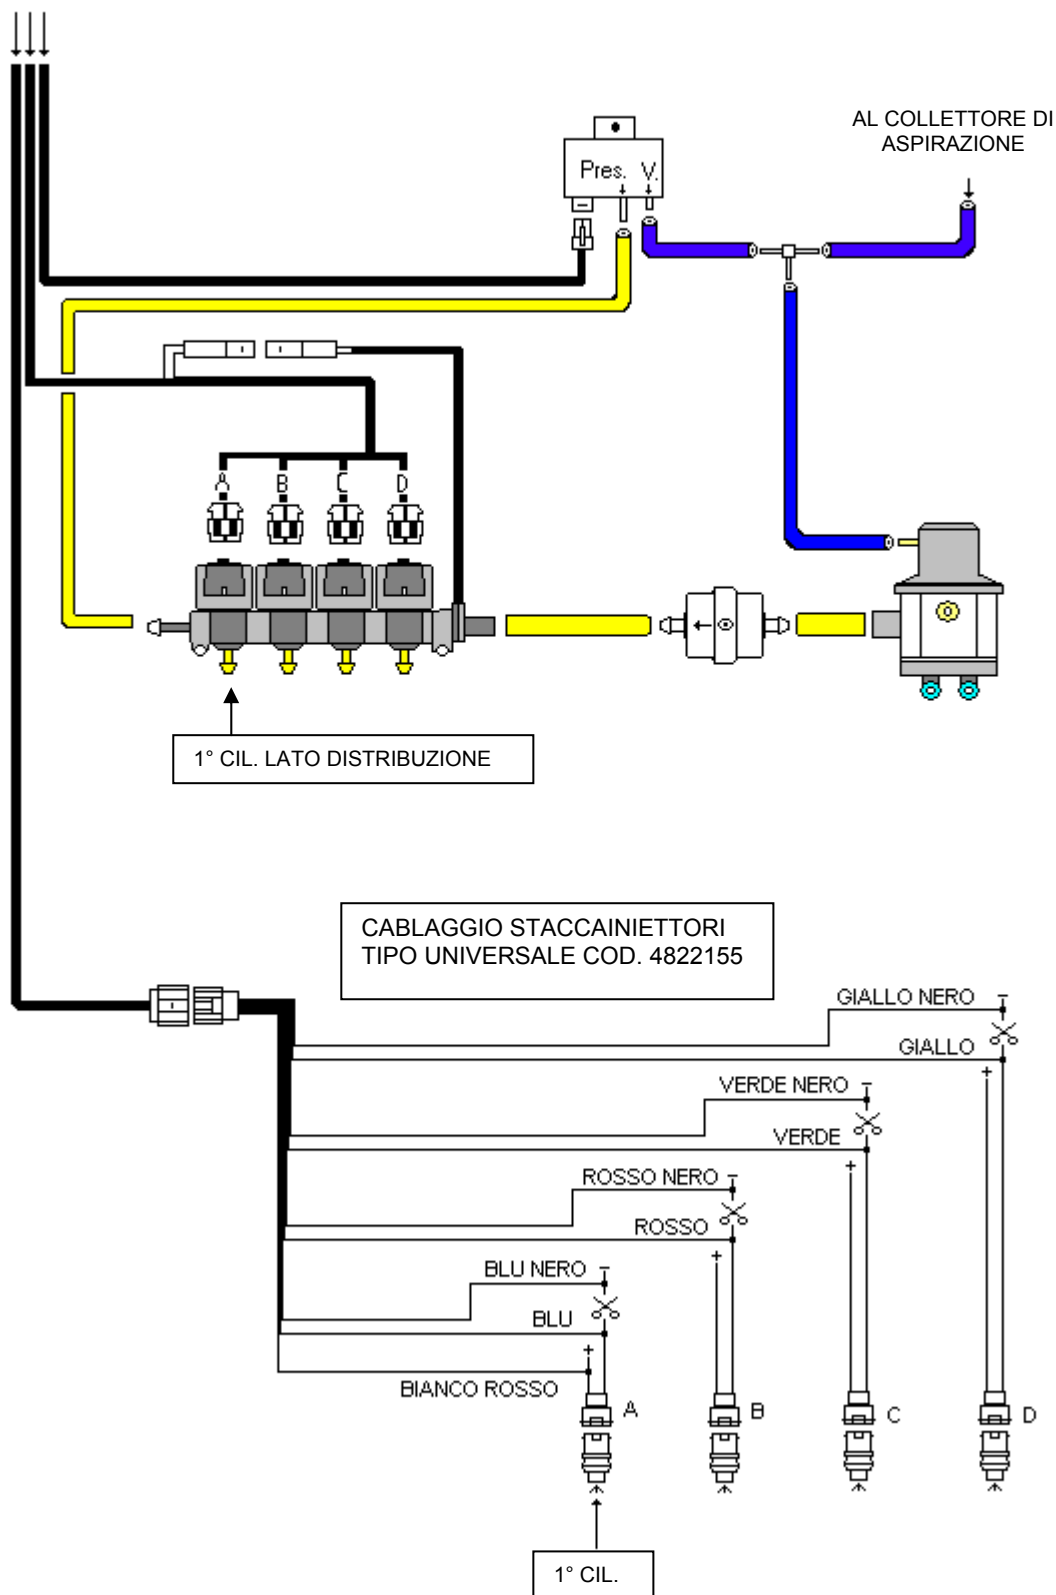 AL COLLETTORE DI
ASPIRAZIONE
Pres. V.
A B C D
1° CIL. LATO DISTRIBUZIONE
CABLAGGIO STACCAINIETTORI
TIPO UNIVERSALE COD. 4822155
GIALLO NERO -
GIALLO
+
VERDE NERO -
VERDE
+
ROSSO NERO -
ROSSO
+
BLU NERO -
BLU
+
BIANCO ROSSO
A B C D
1° CIL.